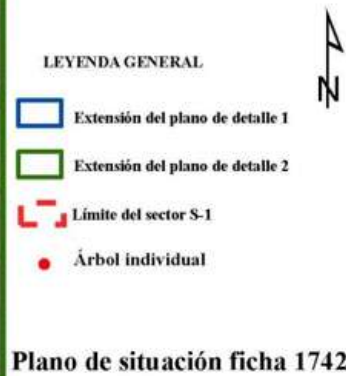 N
LEYENDA GENERAL
Extensión del plano de detalle 1
Extensión del plano de detalle 2
Límite del sector S-1
Árbol individual
Plano de situación ficha 1742